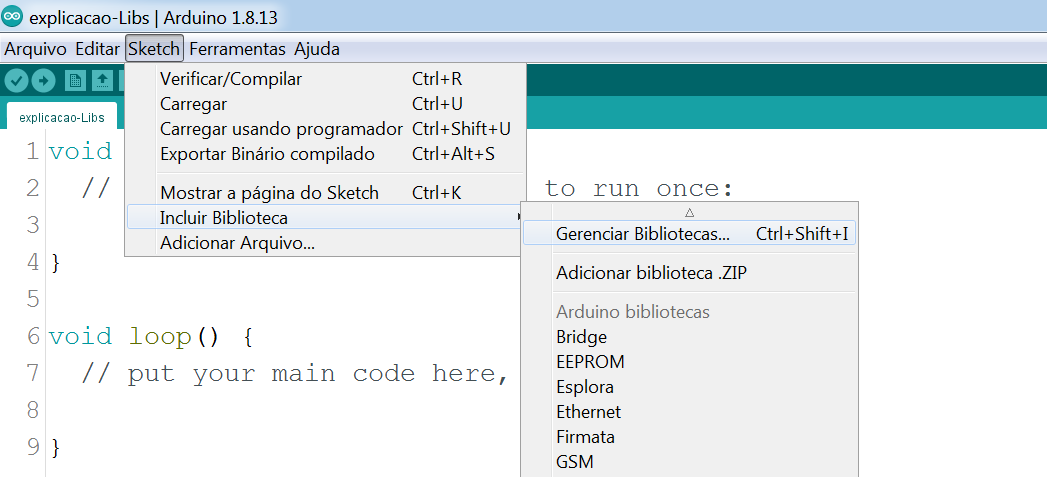 explicacao-Libs | Arduino 1.8.13
Arquivo Editar Sketch Ferramentas Ajuda
Verificar/Compilar Ctrl+R
Carregar Ctrl+U
Carregar usando programador Ctrl+Shift+U
Exportar Binário compilado Ctrl+Alt+S
Mostrar a página do Sketch Ctrl+K
Incluir Biblioteca
Adicionar Arquivo...
Gerenciar Bibliotecas... Ctrl+Shift+I
Adicionar biblioteca .ZIP
Arduino bibliotecas
Bridge
EEPROM
Esplora
Ethernet
Firmata
GSM
explicacao-Libs
1 void
2 // to run once:
3
4 }
5
6 void loop() {
7 // put your main code here,
8
9 }